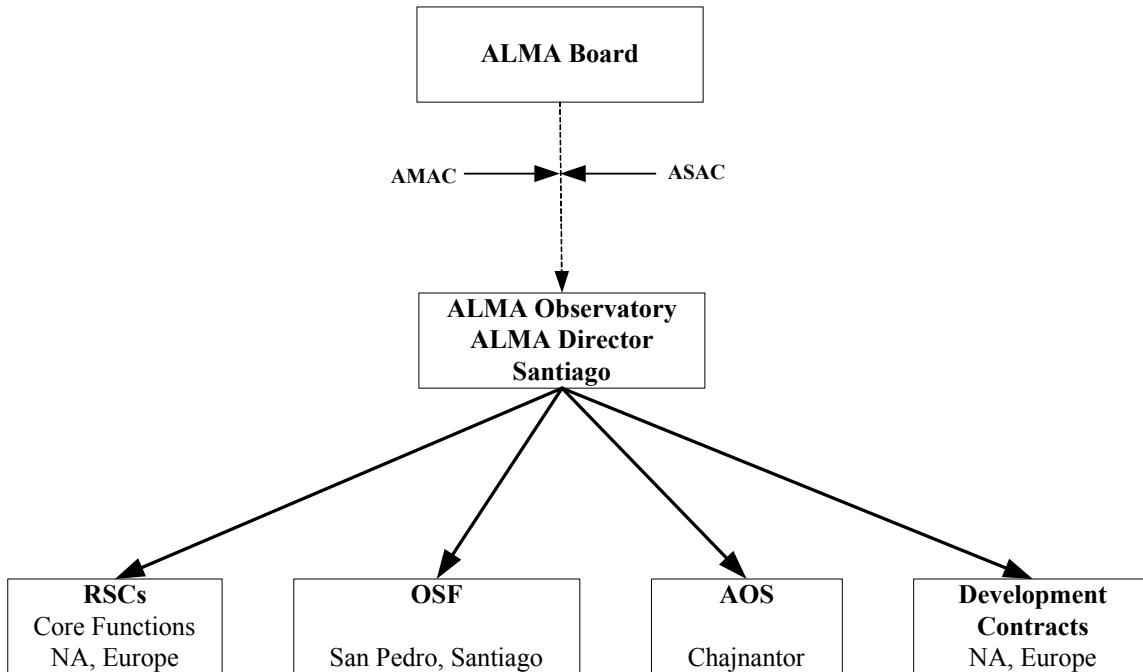 ALMA Board
AMAC
ASAC
ALMA Observatory
ALMA Director
Santiago
RSCs
Core Functions
NA, Europe
OSF
San Pedro, Santiago
AOS
Chajnantor
Development
Contracts
NA, Europe